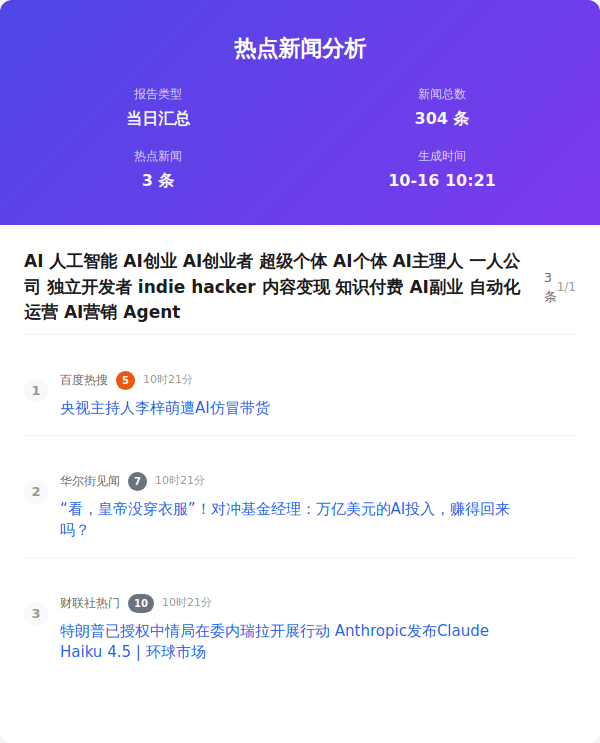 热点新闻分析
报告类型
当日汇总
新闻总数
304 条
热点新闻
3 条
生成时间
10-16 10:21
AI 人工智能 AI创业 AI创业者 超级个体 AI个体 AI主理人 一人公
司 独立开发者 indie hacker 内容变现 知识付费 AI副业 自动化
运营 AI营销 Agent
3
条
1/1
1
百度热搜 5 10时21分
央视主持人李梓萌遭AI仿冒带货
2
华尔街见闻 7 10时21分
“看，皇帝没穿衣服”！对冲基金经理：万亿美元的AI投入，赚得回来
吗？
3
财联社热门 10 10时21分
特朗普已授权中情局在委内瑞拉开展行动 Anthropic发布Claude
Haiku 4.5 | 环球市场